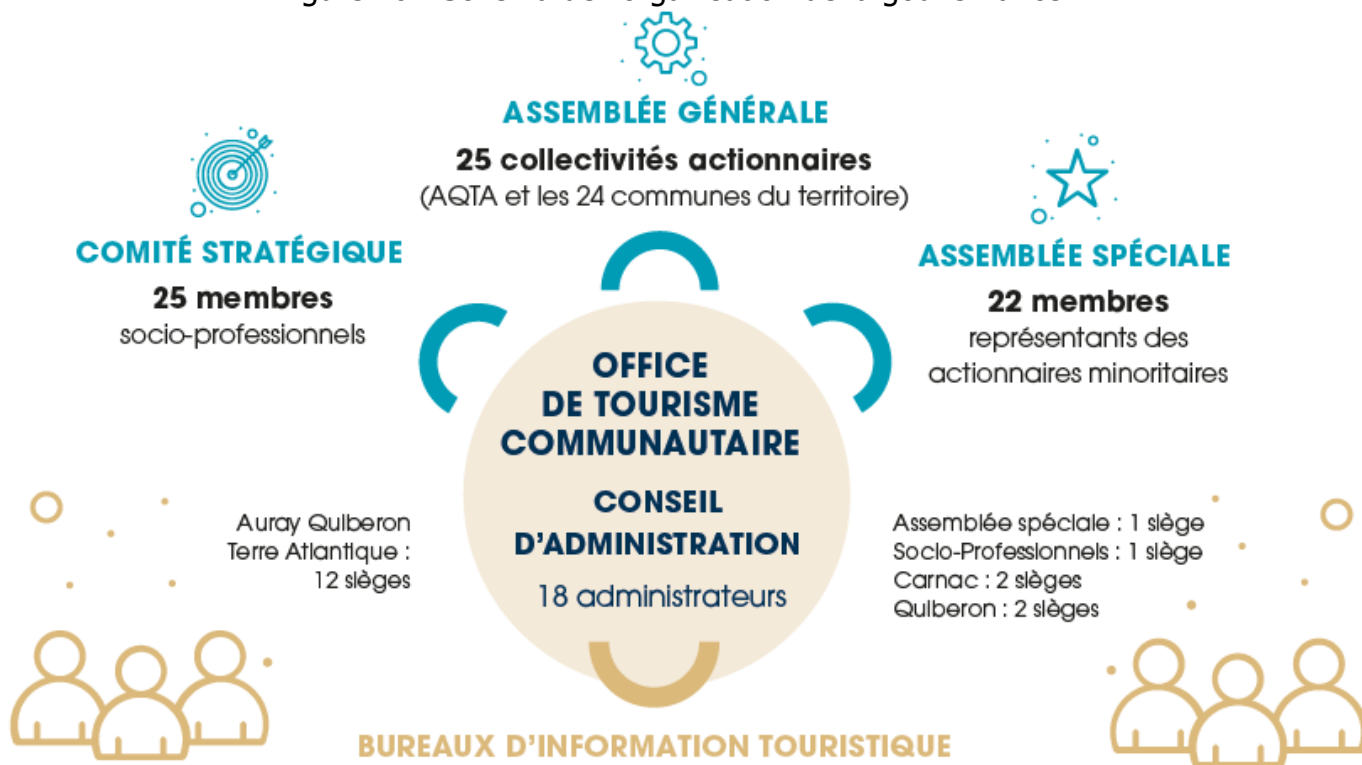 ASSEMBLÉE GÉNÉRALE
25 collectivités actionnaires
(AQTA et les 24 communes du territoire)
COMITÉ STRATÉGIQUE
25 membres
socio-professionnels
ASSEMBLÉE SPÉCIALE
22 membres
représentants des
actionnaires minoritaires
OFFICE
DE TOURISME
COMMUNAUTAIRE
CONSEIL
D'ADMINISTRATION
18 administrateurs
Auray Quiberon
Terre Atlantique :
12 sièges
Assemblée spéciale : 1 siège
Socio-Professionnels : 1 siège
Carnac : 2 sièges
Quiberon : 2 sièges
BUREAUX D'INFORMATION TOURISTIQUE